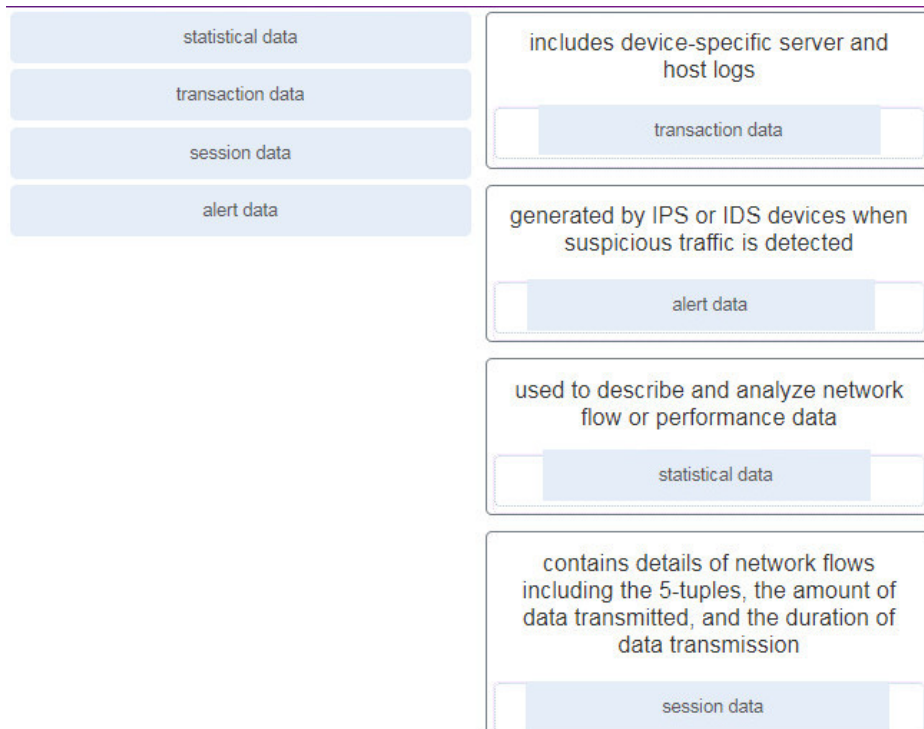 statistical data
transaction data
session data
alert data
includes device-specific server and
host logs
transaction data
generated by IPS or IDS devices when
suspicious traffic is detected
alert data
used to describe and analyze network
flow or performance data
statistical data
contains details of network flows
including the 5-tuples, the amount of
data transmitted, and the duration of
data transmission
session data